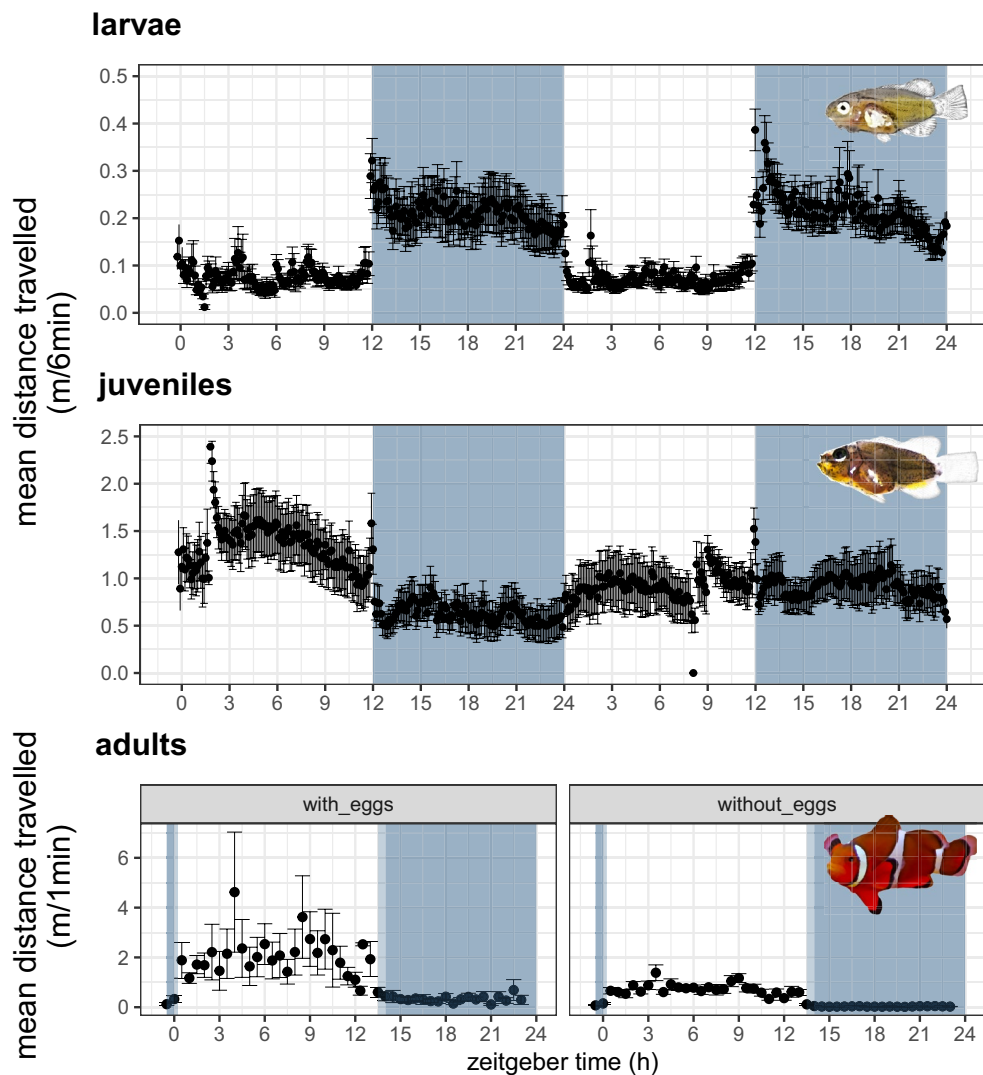 larvae
mean distance travelled
(m/6min)
0.5
0.4
0.3
0.2
0.1
0.0
0 3 6 9 12 15 18 21 24 3 6 9 12 15 18 21 24
juveniles
2.5
2.0
1.5
1.0
0.5
0.0
0 3 6 9 12 15 18 21 24 3 6 9 12 15 18 21 24
adults
mean distance travelled
(m/1min)
with_eggs without_eggs
6
4
2
0
0 3 6 9 12 15 18 21 24 0 3 6 9 12 15 18 21 24
zeitgeber time (h)